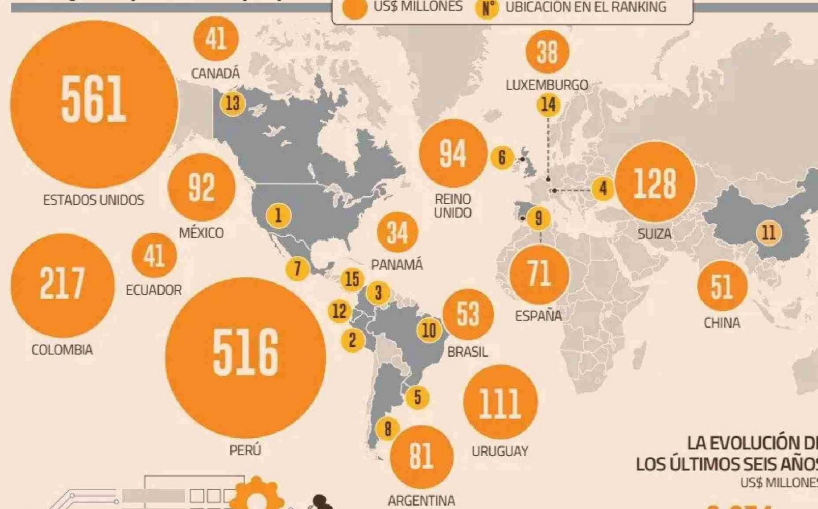 US$ MILLONES
Nº UBICACIÓN EN EL RANKING
561
ESTADOS UNIDOS
41
CANADÁ
13
92
MÉXICO
1
7
94
REINO
UNIDO
6
38
LUXEMBURGO
14
4
128
SUIZA
9
71
ESPAÑA
11
51
CHINA
217
COLOMBIA
41
ECUADOR
34
PANAMÁ
15
3
12
2
516
PERÚ
10
53
BRASIL
5
111
URUGUAY
8
81
ARGENTINA
LA EVOLUCIÓN DE
LOS ÚLTIMOS SEIS AÑOS
US$ MILLONES